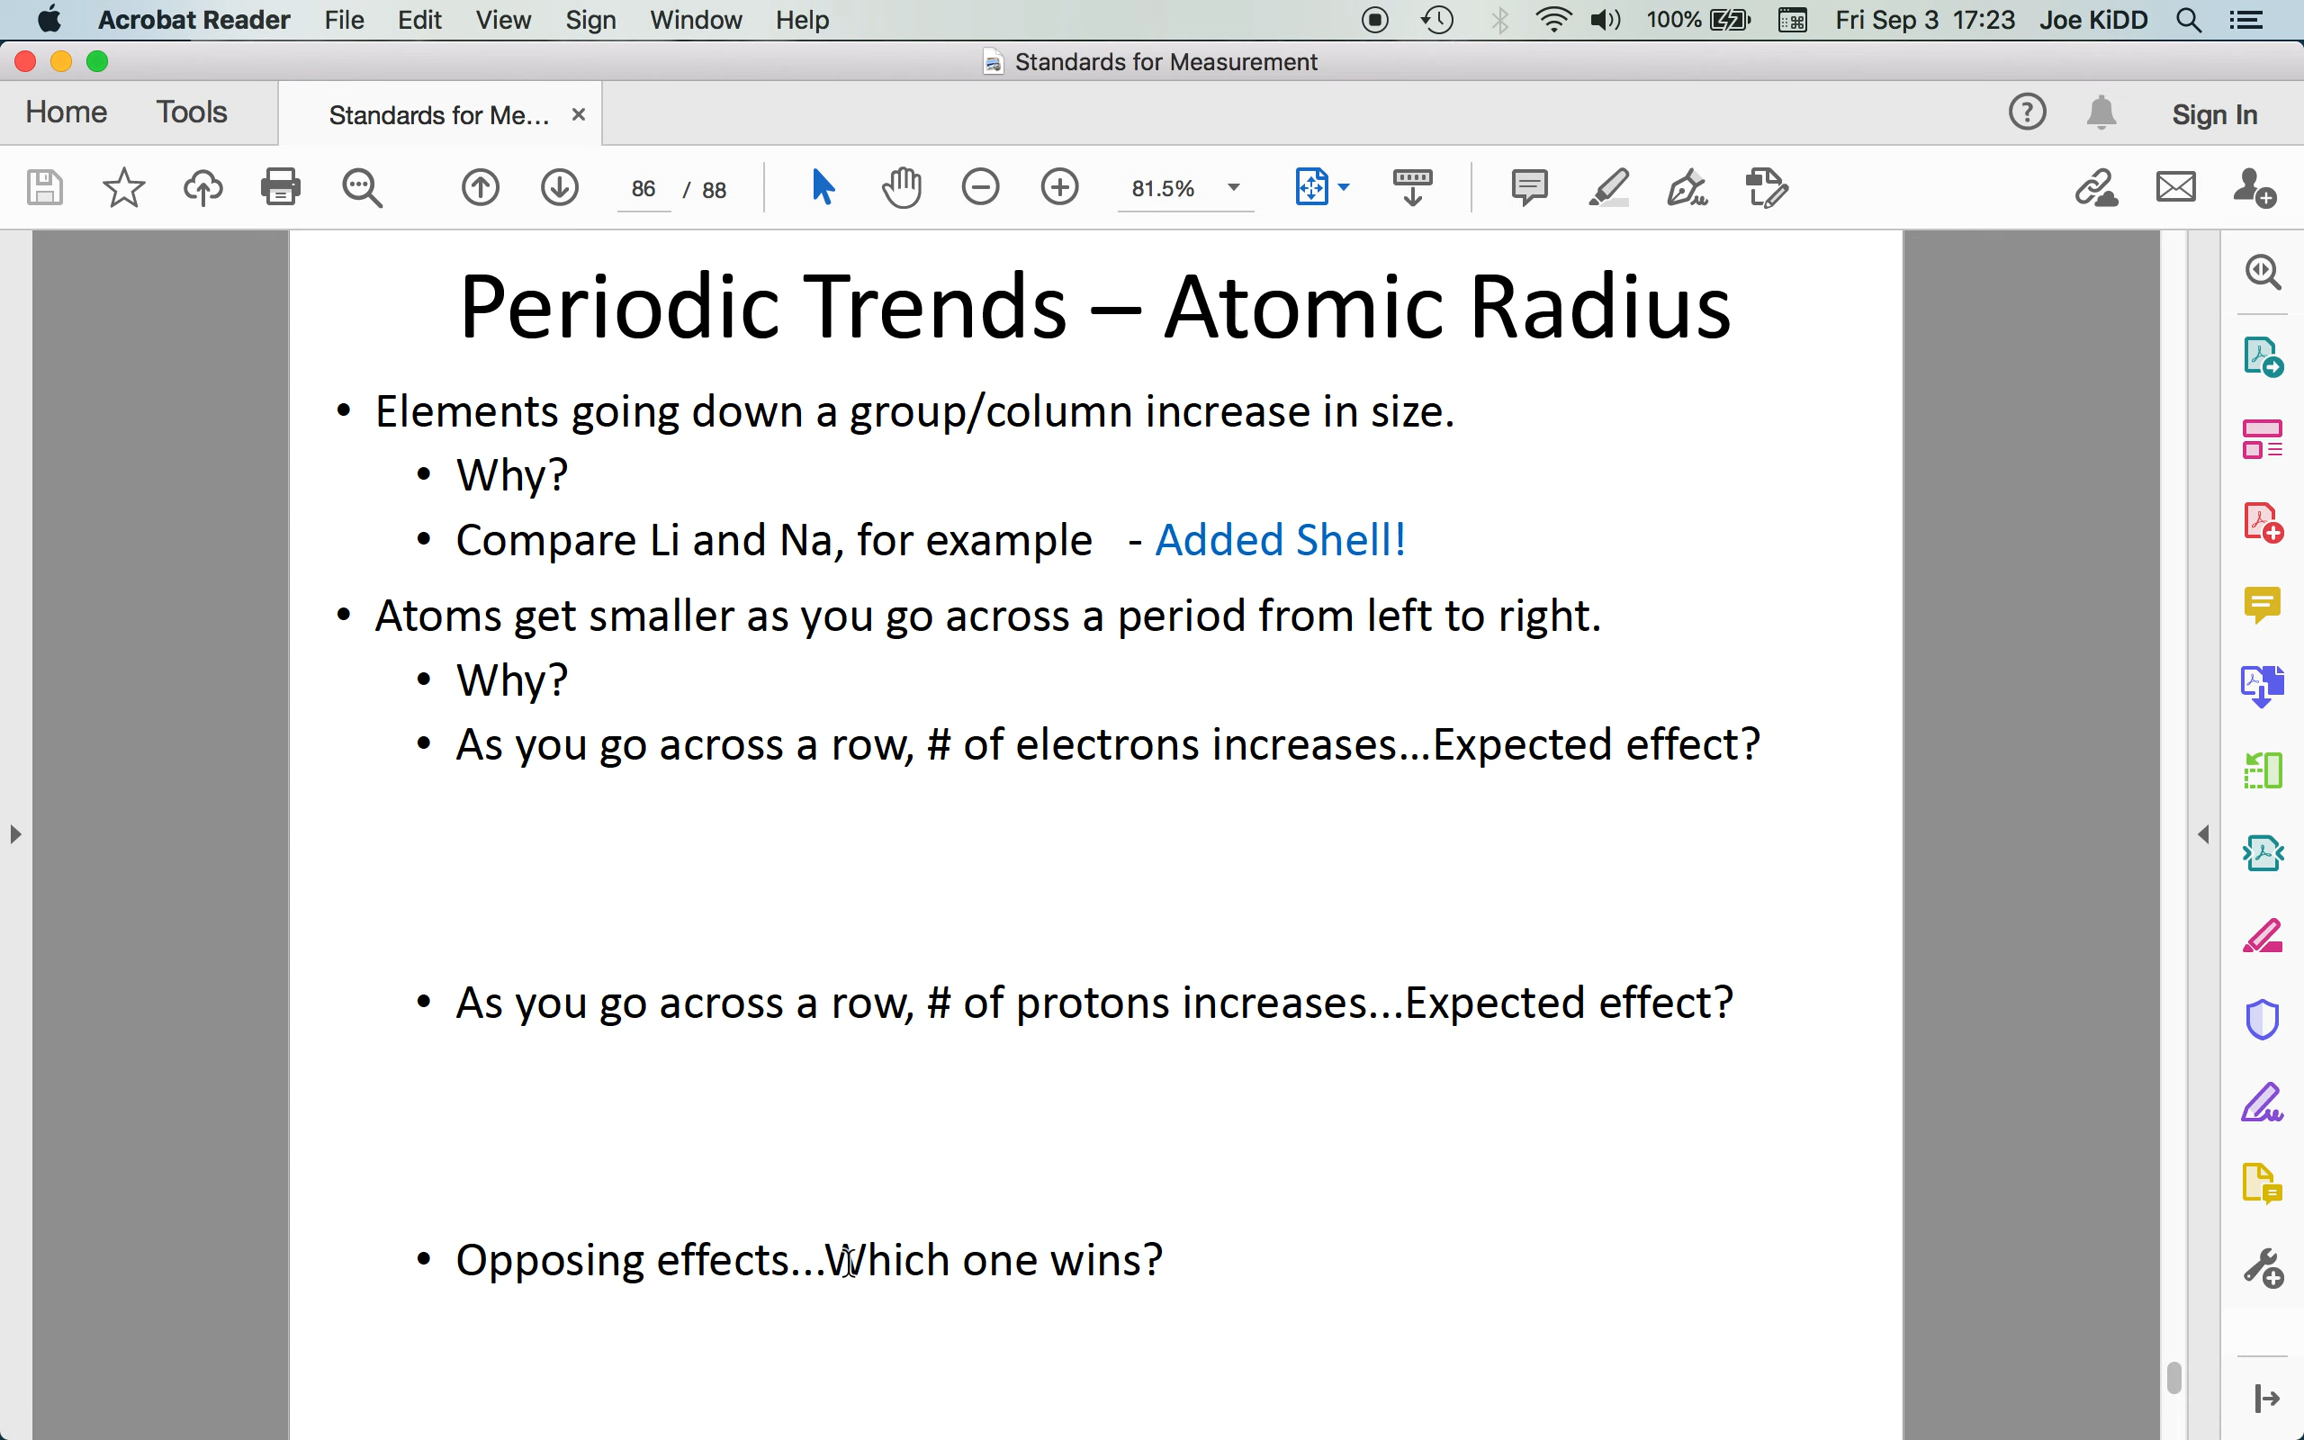 Acrobat Reader File Edit View Sign Window Help 100% Fri Sep 3 17:23 Joe KiDD
Standards for Measurement
Home Tools Standards for Me... × Sign In
86 / 88 81.5%
Periodic Trends – Atomic Radius
• Elements going down a group/column increase in size.
• Why?
• Compare Li and Na, for example - Added Shell!
• Atoms get smaller as you go across a period from left to right.
• Why?
• As you go across a row, # of electrons increases...Expected effect?
• As you go across a row, # of protons increases...Expected effect?
• Opposing effects...Which one wins?